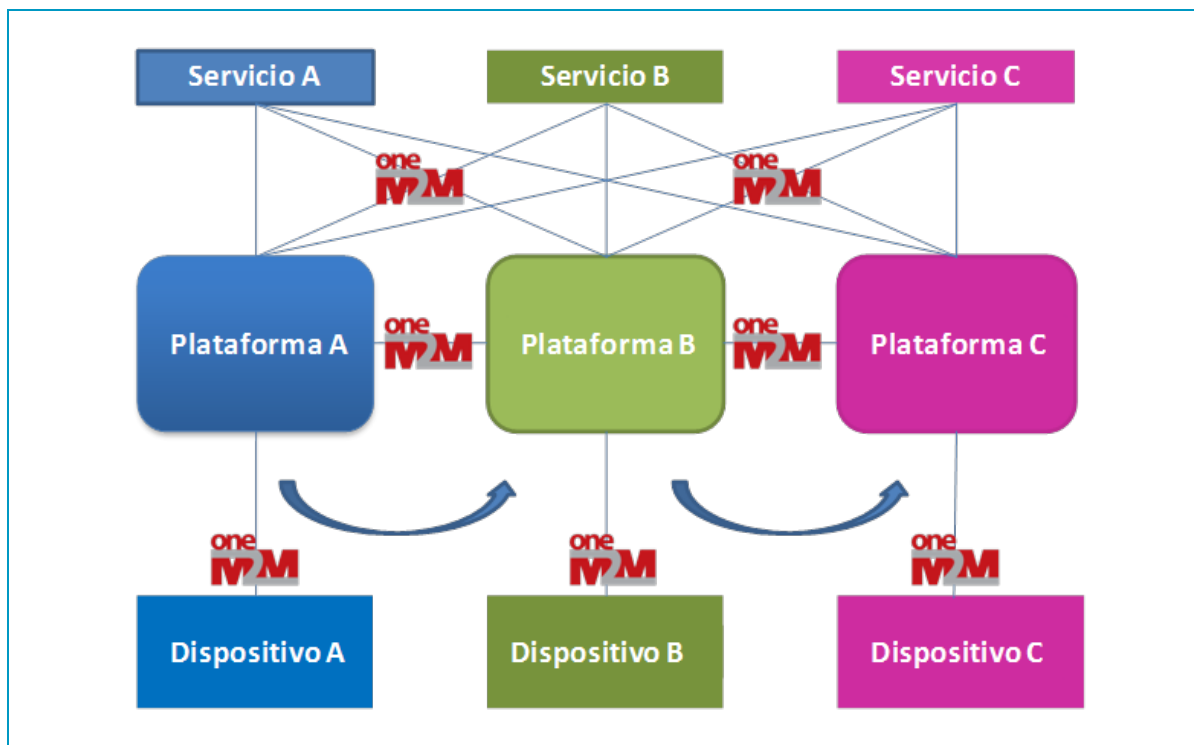 Servicio A
Servicio B
Servicio C
one
M2M
one
M2M
Plataforma A
one
M2M
Plataforma B
one
M2M
Plataforma C
one
M2M
one
M2M
one
M2M
Dispositivo A
Dispositivo B
Dispositivo C